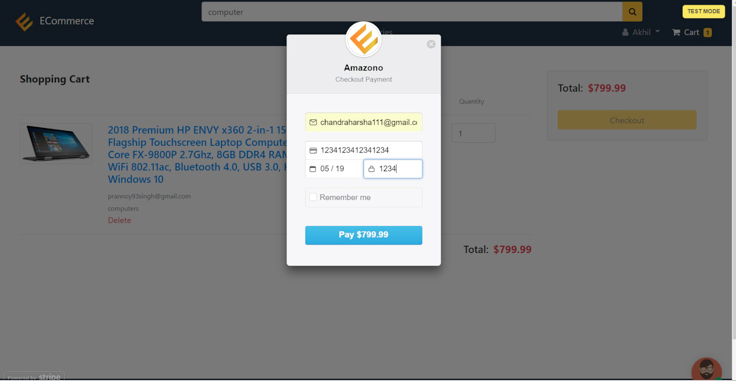 ECommerce
computer
TEST MODE
Akhil
Cart 1
Shopping Cart
Quantity
2018 Premium HP ENVY x360 2-in-1 15
Flagship Touchscreen Laptop Compute
Core FX-9800P 2.7Ghz, 8GB DDR4 RAM
WiFi 802.11ac, Bluetooth 4.0, USB 3.0,
Windows 10
computers
Delete
1
Total: $799.99
Amazono
Checkout Payment
chandraharsha111@gmail.co
1234123412341234
05 / 19
1234
Remember me
Pay $799.99
Total: $799.99
Checkout
Powered by stripe